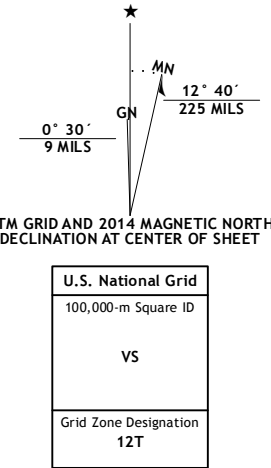 ★
MN
GN
12° 40´
225 MILS
0° 30´
9 MILS
TM GRID AND 2014 MAGNETIC NORTH
DECLINATION AT CENTER OF SHEET
U.S. National Grid
100,000-m Square ID
VS
Grid Zone Designation
12T